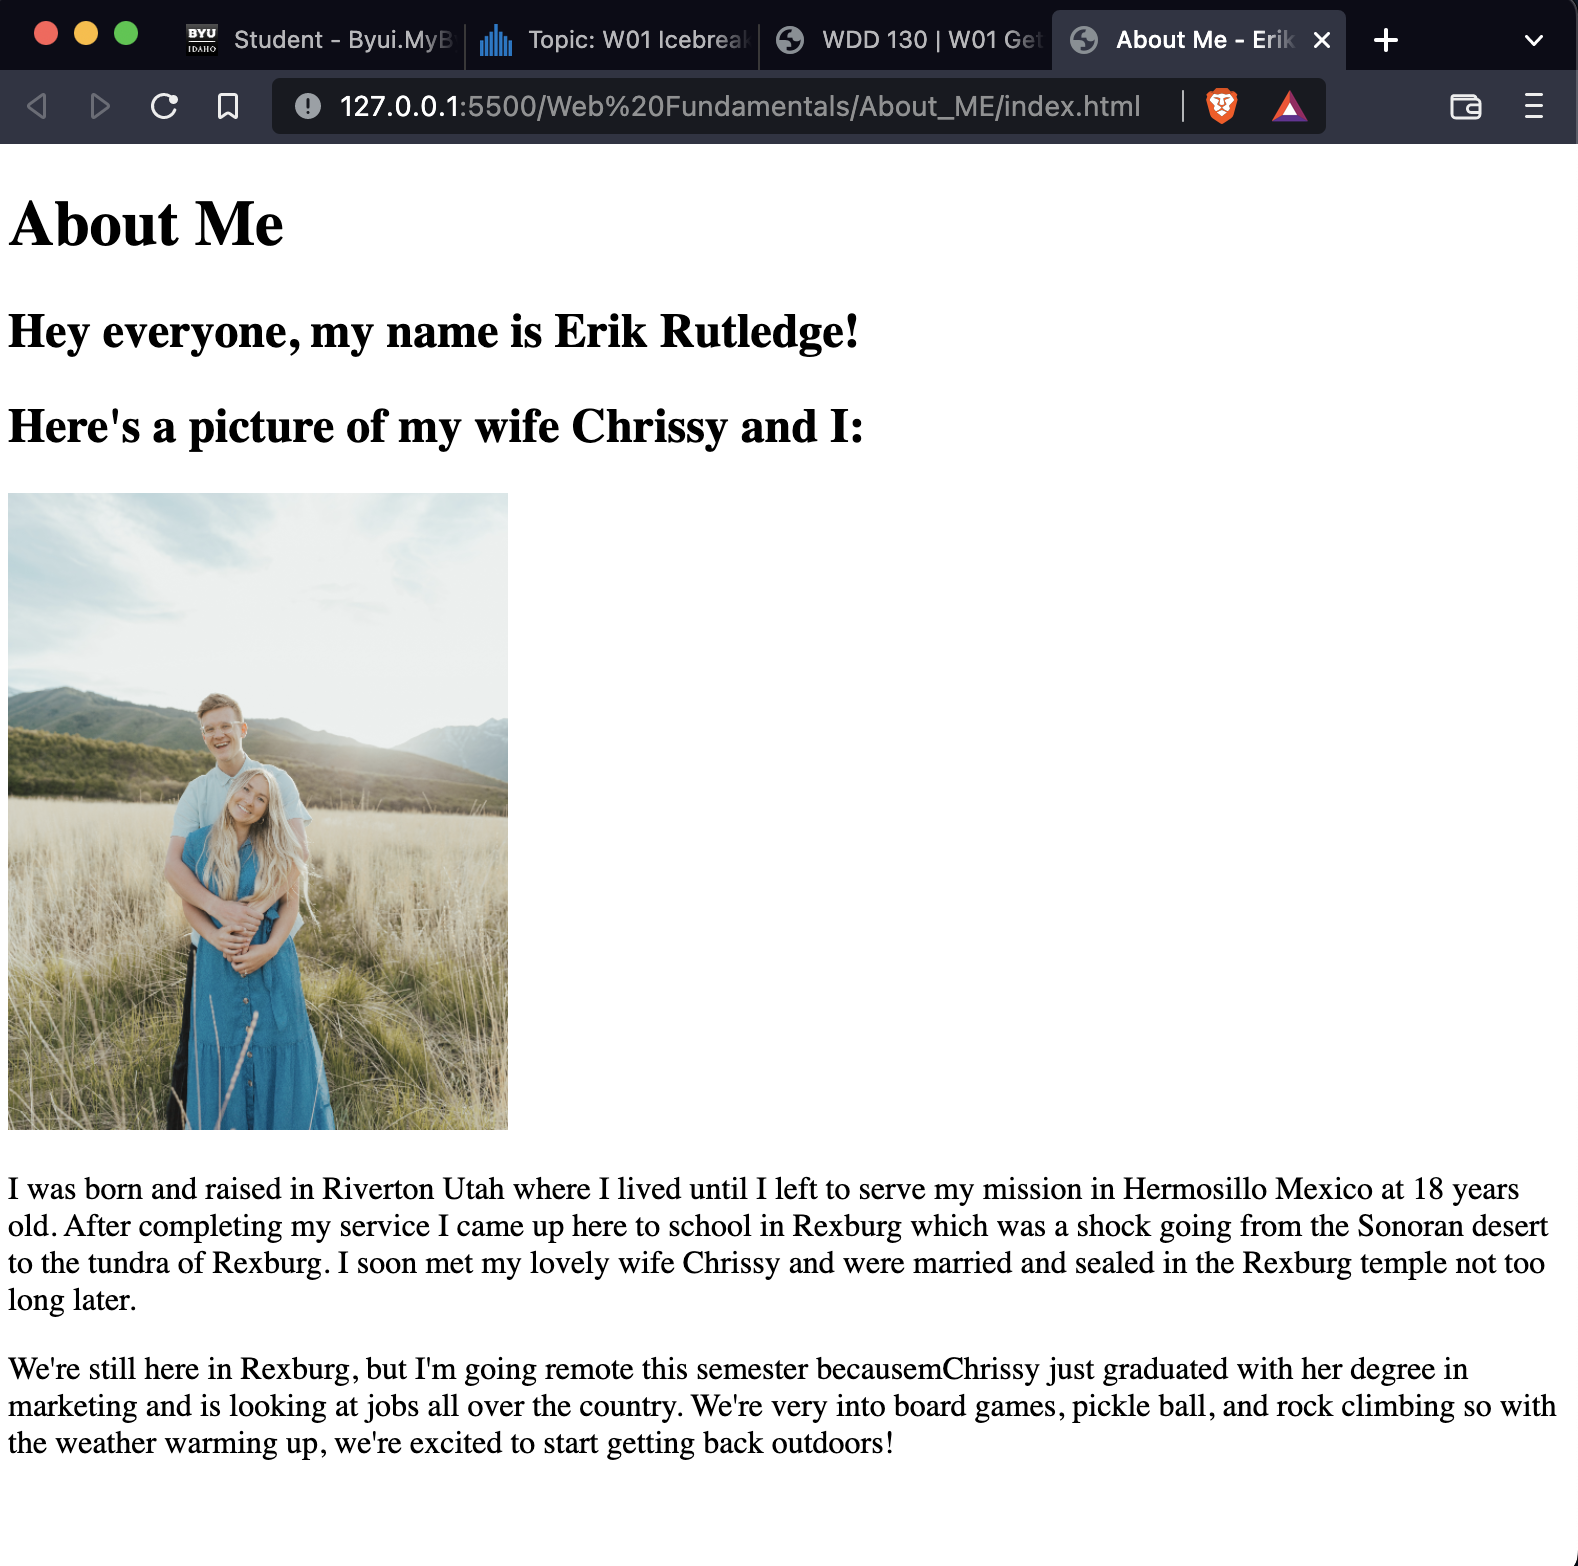 BYU
IDAHO
Student - Byui.MyB
Topic: W01 Icebreak
WDD 130 | W01 Get
About Me - Erik
127.0.0.1:5500/Web%20Fundamentals/About_ME/index.html
About Me
Hey everyone, my name is Erik Rutledge!
Here's a picture of my wife Chrissy and I:
I was born and raised in Riverton Utah where I lived until I left to serve my mission in Hermosillo Mexico at 18 years
old. After completing my service I came up here to school in Rexburg which was a shock going from the Sonoran desert
to the tundra of Rexburg. I soon met my lovely wife Chrissy and were married and sealed in the Rexburg temple not too
long later.
We're still here in Rexburg, but I'm going remote this semester becausemChrissy just graduated with her degree in
marketing and is looking at jobs all over the country. We're very into board games, pickle ball, and rock climbing so with
the weather warming up, we're excited to start getting back outdoors!